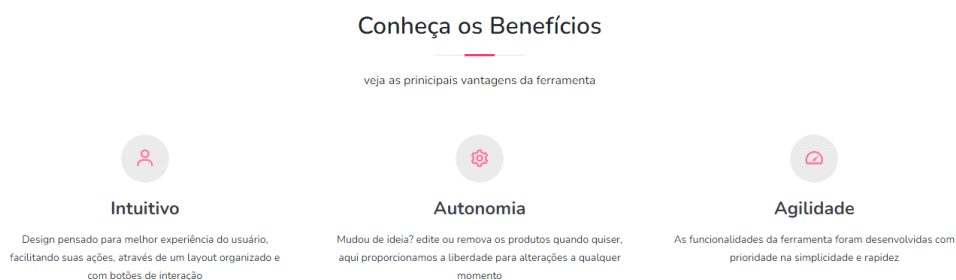 Conheça os Benefícios
veja as prinicipais vantagens da ferramenta
Intuitivo
Design pensado para melhor experiência do usuário,
facilitando suas ações, através de um layout organizado e
com botões de interação
Autonomia
Mudou de ideia? edite ou remova os produtos quando quiser,
aqui proporcionamos a liberdade para alterações a qualquer
momento
Agilidade
As funcionalidades da ferramenta foram desenvolvidas com
prioridade na simplicidade e rapidez